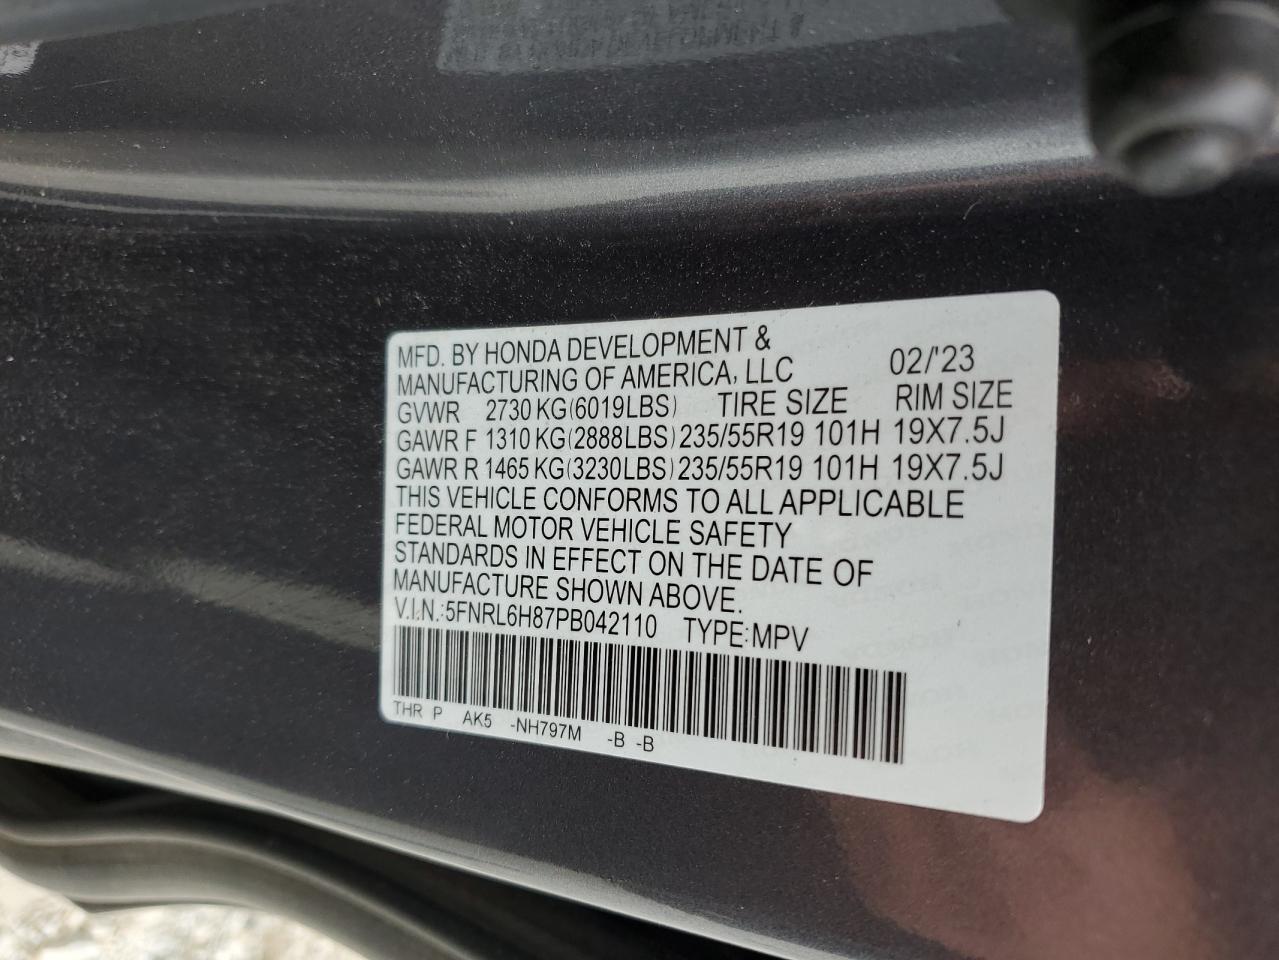 MFD. BY HONDA DEVELOPMENT &
MANUFACTURING OF AMERICA, LLC 02/'23
GVWR 2730 KG(6019LBS) TIRE SIZE RIM SIZE
GAWR F 1310 KG(2888LBS) 235/55R19 101H 19X7.5J
GAWR R 1465 KG(3230LBS) 235/55R19 101H 19X7.5J
THIS VEHICLE CONFORMS TO ALL APPLICABLE
FEDERAL MOTOR VEHICLE SAFETY
STANDARDS IN EFFECT ON THE DATE OF
MANUFACTURE SHOWN ABOVE.
V.I.N.:5FNRL6H87PB042110 TYPE:MPV
THR P AK5 -NH797M -B -B